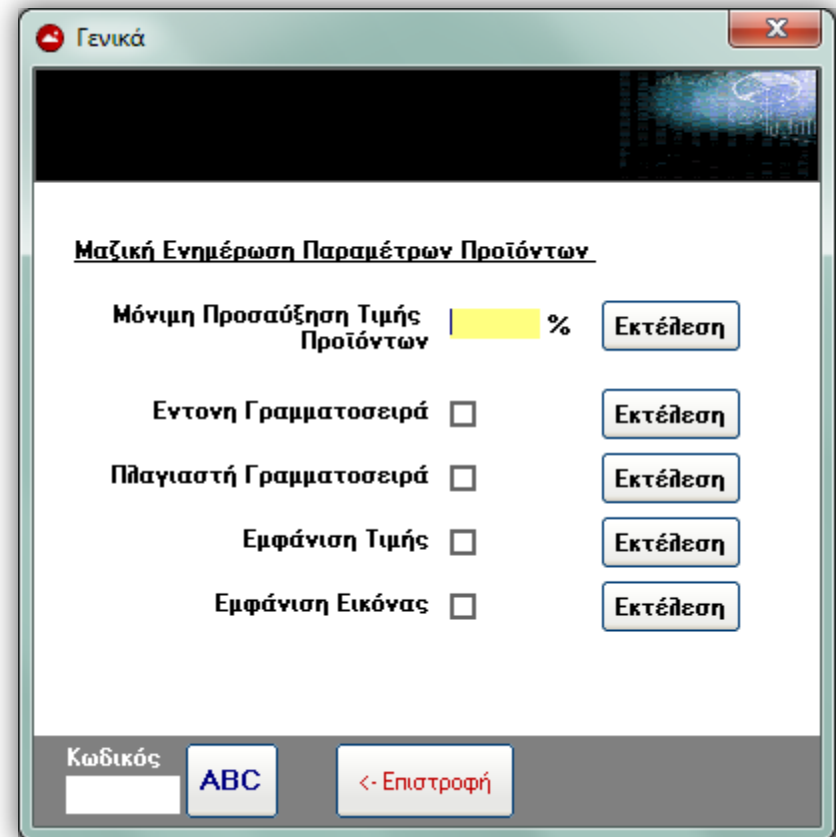 Γενικά
Μαζική Ενημέρωση Παραμέτρων Προϊόντων
Μόνιμη Προσαύξηση Τιμής
Προϊόντων
%
Εκτέλεση
Εντονη Γραμματοσειρά
Εκτέλεση
Πλαγιαστή Γραμματοσειρά
Εκτέλεση
Εμφάνιση Τιμής
Εκτέλεση
Εμφάνιση Εικόνας
Εκτέλεση
Κωδικός
ABC
<- Επιστροφή